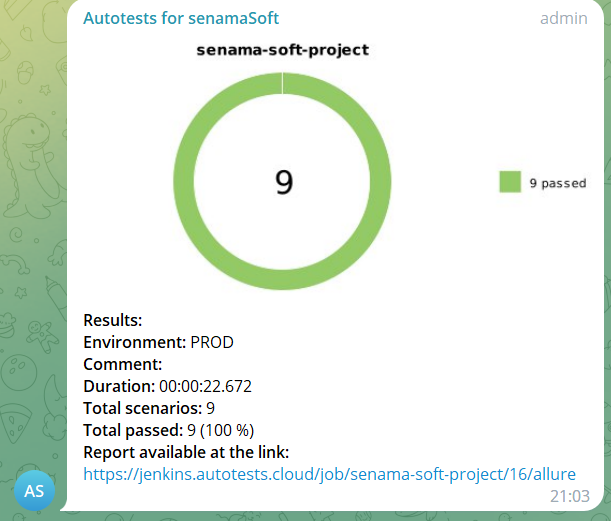 Autotests for senamaSoft admin
senama-soft-project
9
9 passed
Results:
Environment: PROD
Comment:
Duration: 00:00:22.672
Total scenarios: 9
Total passed: 9 (100 %)
Report available at the link:
https://jenkins.autotests.cloud/job/senama-soft-project/16/allure
AS
21:03